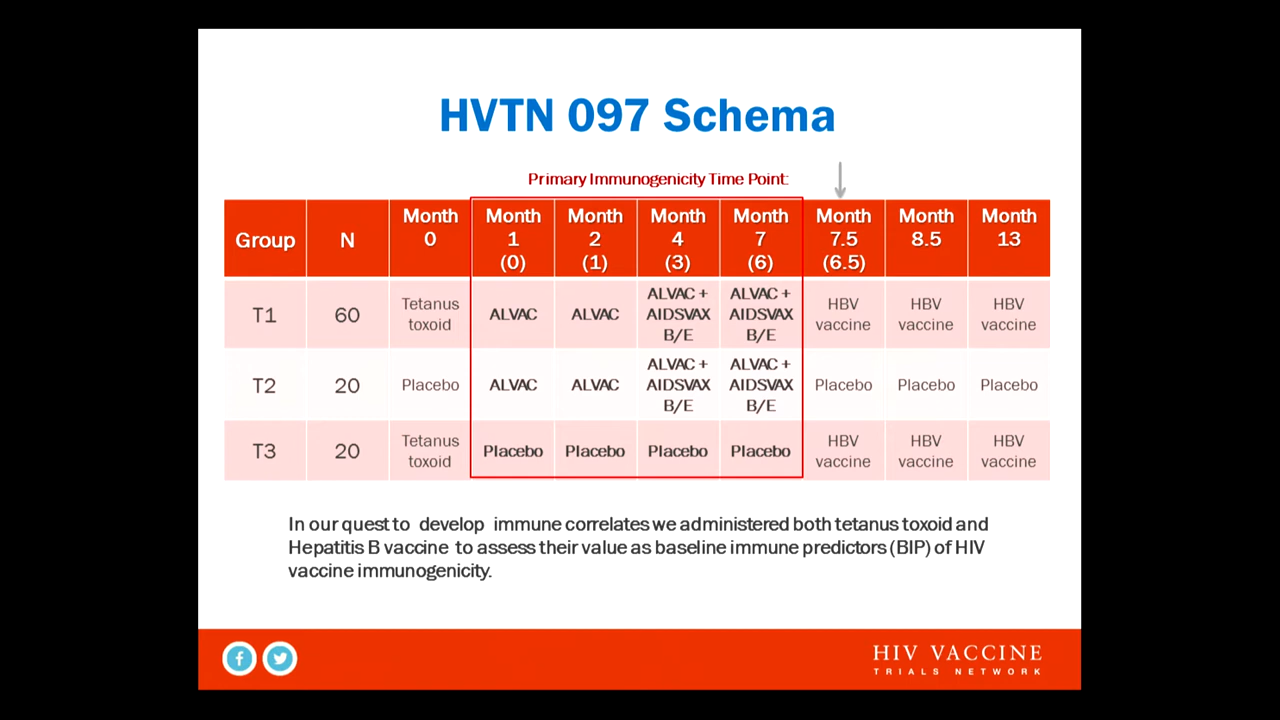 HVTN 097 Schema
Primary Immunogenicity Time Point:
Group N Month 0 Month 1 (0) Month 2 (1) Month 4 (3) Month 7 (6) Month 7.5 (6.5) Month 8.5 Month 13
T1 60 Tetanus toxoid ALVAC ALVAC ALVAC + AIDSVAX B/E ALVAC + AIDSVAX B/E HBV vaccine HBV vaccine HBV vaccine
T2 20 Placebo ALVAC ALVAC ALVAC + AIDSVAX B/E ALVAC + AIDSVAX B/E Placebo Placebo Placebo
T3 20 Tetanus toxoid Placebo Placebo Placebo Placebo HBV vaccine HBV vaccine HBV vaccine
In our quest to develop immune correlates we administered both tetanus toxoid and
Hepatitis B vaccine to assess their value as baseline immune predictors (BIP) of HIV
vaccine immunogenicity.
HIV VACCINE
TRIALS NETWORK